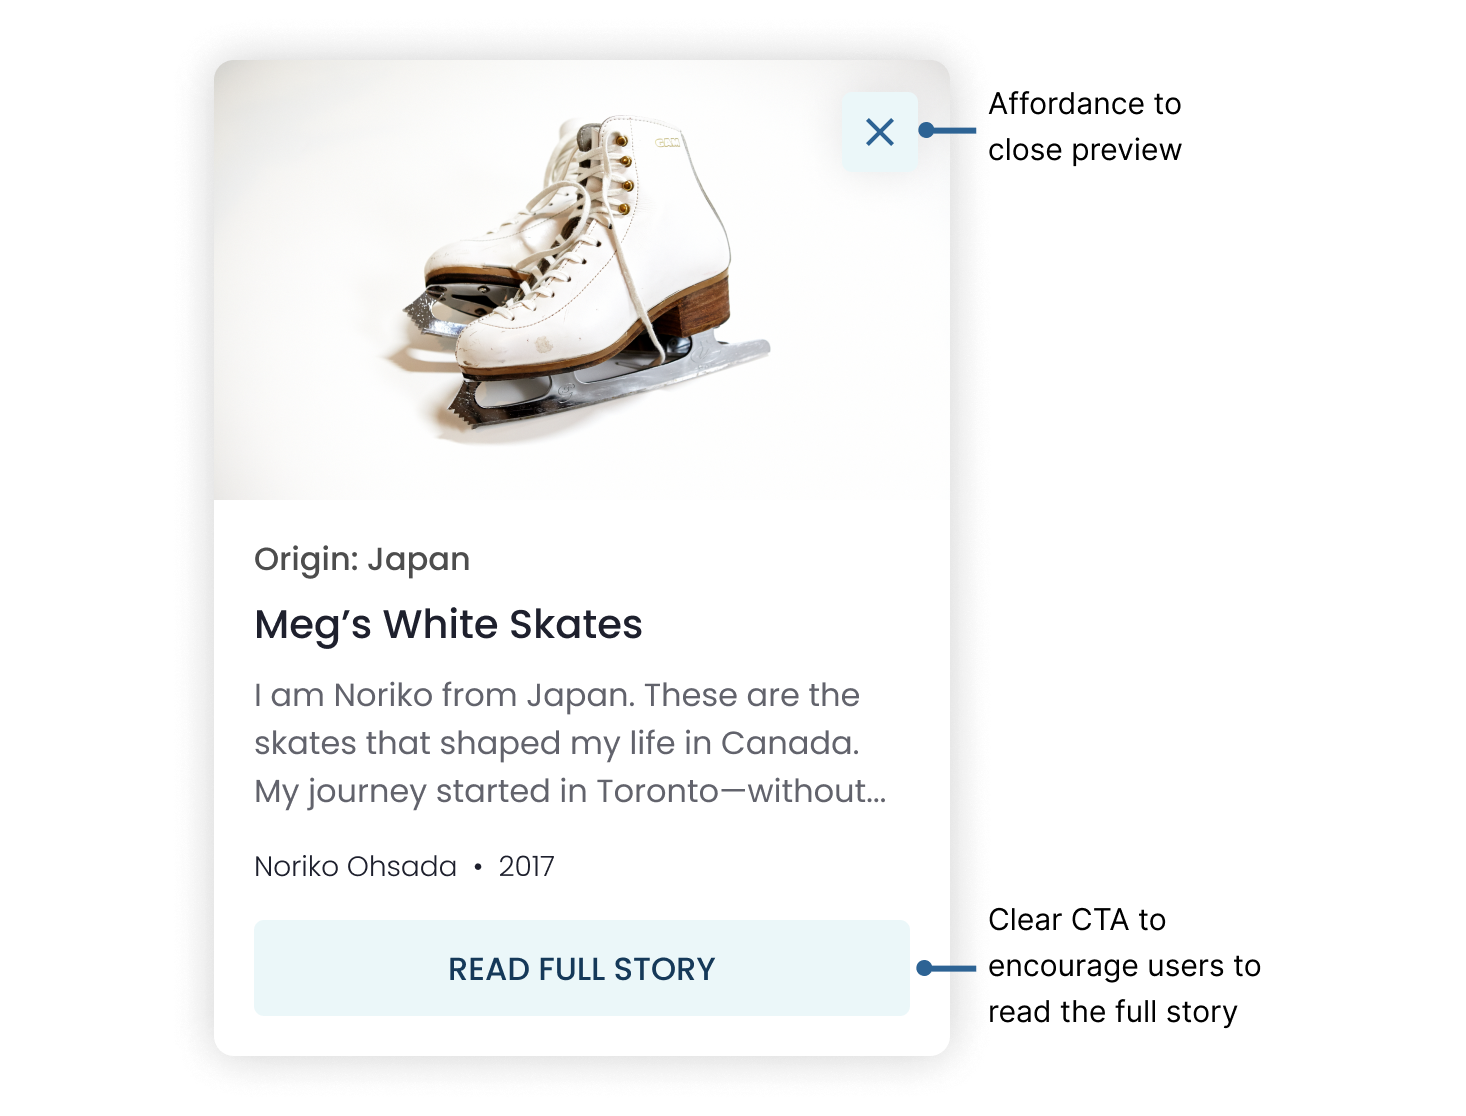 Affordance to
close preview
Origin: Japan
Meg’s White Skates
I am Noriko from Japan. These are the
skates that shaped my life in Canada.
My journey started in Toronto—without...
Noriko Ohsada • 2017
READ FULL STORY
Clear CTA to
encourage users to
read the full story